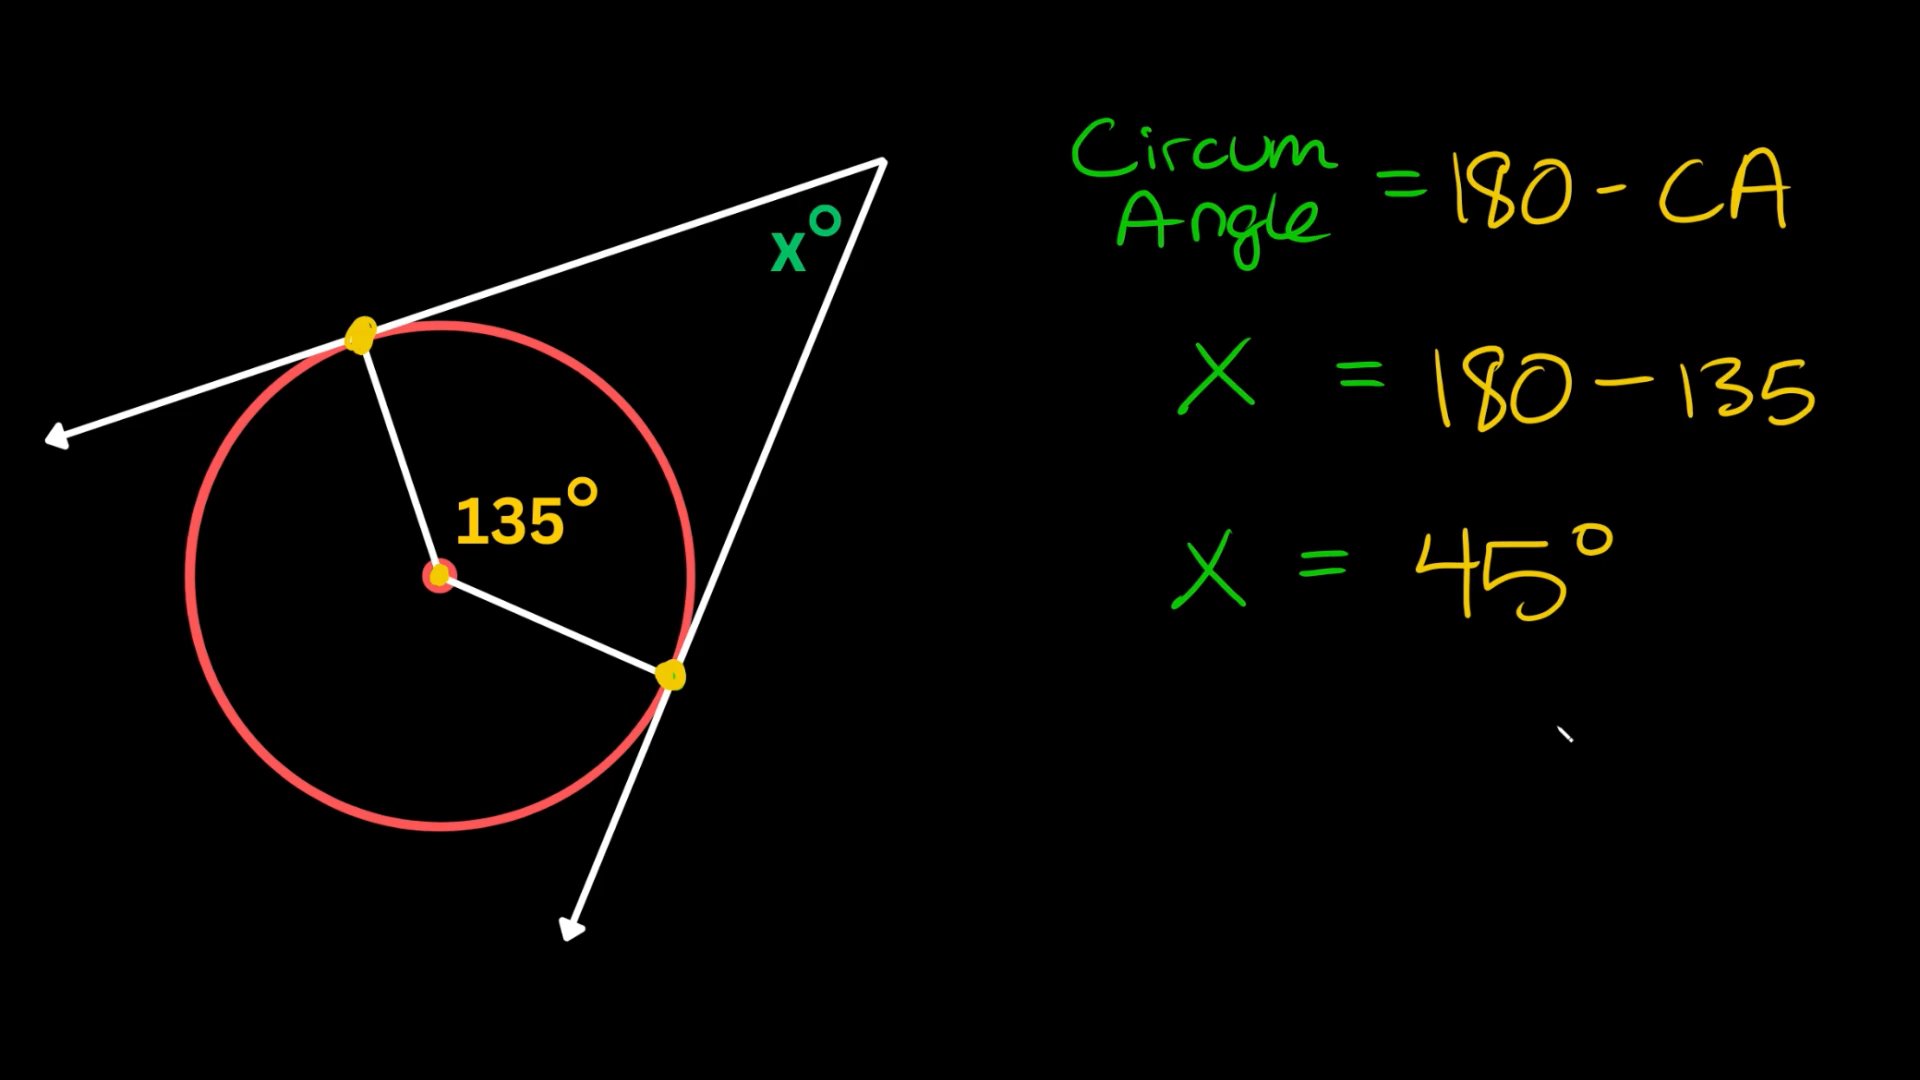 x°
135°
Circum Angle = 180 - CA
X = 180 - 135
X = 45°